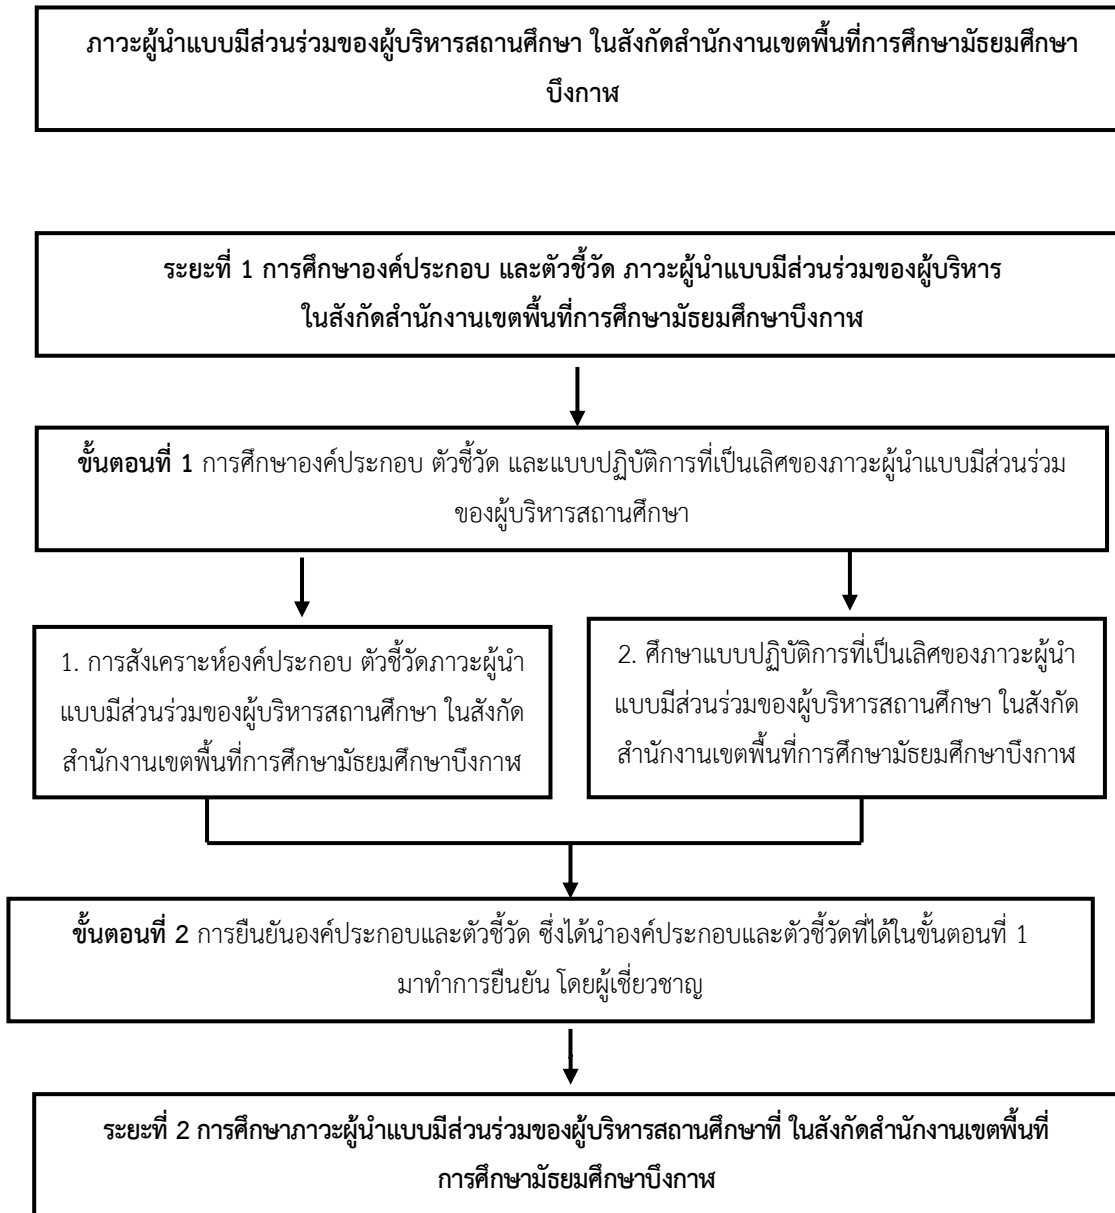 ภาวะผู้นำแบบมีส่วนร่วมของผู้บริหารสถานศึกษา ในสังกัดสำนักงานเขตพื้นที่การศึกษามัธยมศึกษา
บึงกาฬ
ระยะที่ 1 การศึกษาองค์ประกอบ และตัวชี้วัด ภาวะผู้นำแบบมีส่วนร่วมของผู้บริหาร
ในสังกัดสำนักงานเขตพื้นที่การศึกษามัธยมศึกษาบึงกาฬ
ขั้นตอนที่ 1 การศึกษาองค์ประกอบ ตัวชี้วัด และแบบปฏิบัติการที่เป็นเลิศของภาวะผู้นำแบบมีส่วนร่วม
ของผู้บริหารสถานศึกษา
1. การสังเคราะห์องค์ประกอบ ตัวชี้วัดภาวะผู้นำ
แบบมีส่วนร่วมของผู้บริหารสถานศึกษา ในสังกัด
สำนักงานเขตพื้นที่การศึกษามัธยมศึกษาบึงกาฬ
2. ศึกษาแบบปฏิบัติการที่เป็นเลิศของภาวะผู้นำ
แบบมีส่วนร่วมของผู้บริหารสถานศึกษา ในสังกัด
สำนักงานเขตพื้นที่การศึกษามัธยมศึกษาบึงกาฬ
ขั้นตอนที่ 2 การยืนยันองค์ประกอบและตัวชี้วัด ซึ่งได้นำองค์ประกอบและตัวชี้วัดที่ได้ในขั้นตอนที่ 1
มาทำการยืนยัน โดยผู้เชี่ยวชาญ
ระยะที่ 2 การศึกษาภาวะผู้นำแบบมีส่วนร่วมของผู้บริหารสถานศึกษาที่ ในสังกัดสำนักงานเขตพื้นที่
การศึกษามัธยมศึกษาบึงกาฬ